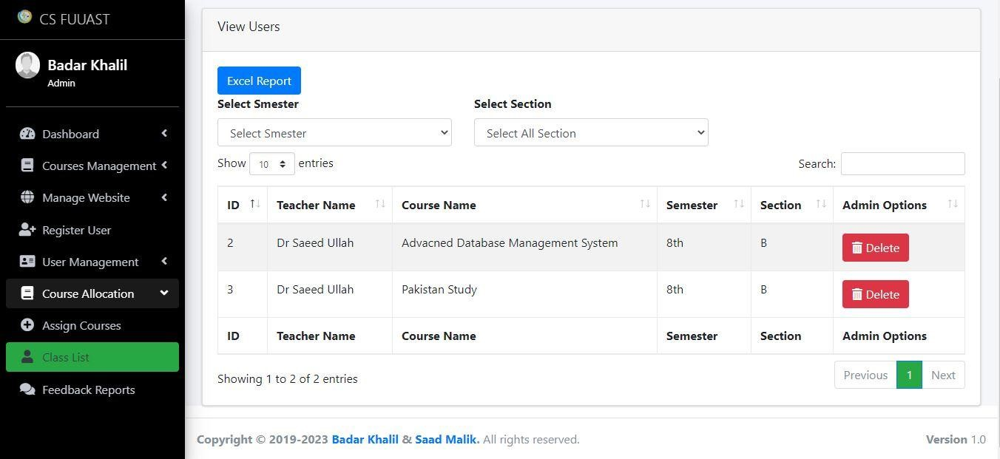 CS FUUAST
Badar Khalil
Admin
Dashboard
Courses Management
Manage Website
Register User
User Management
Course Allocation
Assign Courses
Class List
Feedback Reports
View Users
Excel Report
Select Smester Select Section
Select Smester Select All Section
Show 10 entries Search:
ID Teacher Name Course Name Semester Section Admin Options
2 Dr Saeed Ullah Advacned Database Management System 8th B Delete
3 Dr Saeed Ullah Pakistan Study 8th B Delete
ID Teacher Name Course Name Semester Section Admin Options
Showing 1 to 2 of 2 entries Previous 1 Next
Copyright © 2019-2023 Badar Khalil & Saad Malik. All rights reserved. Version 1.0